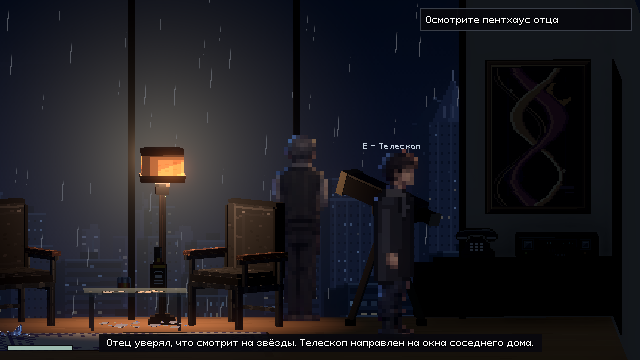 Осмотрите пентхаус отца
E - Телескоп
Отец уверял, что смотрит на звёзды. Телескоп направлен на окна соседнего дома.